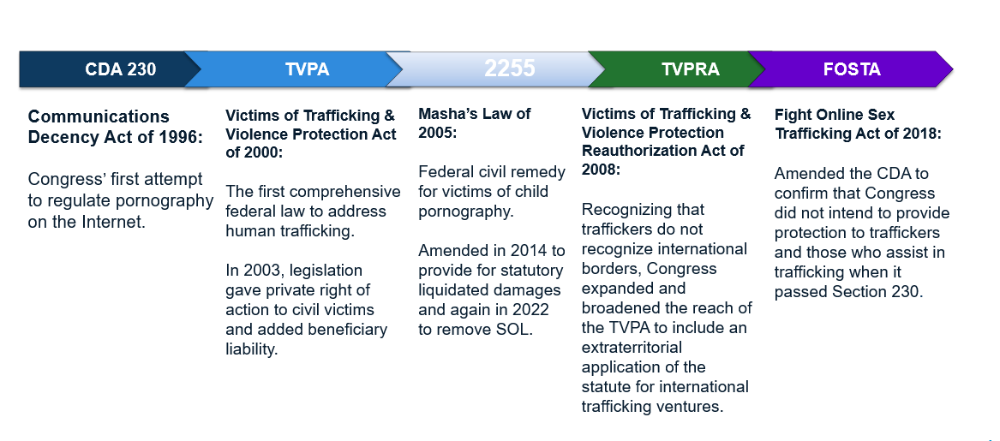 CDA 230
TVPA
2255
TVPRA
FOSTA
Communications
Decency Act of 1996:
Congress’ first attempt
to regulate pornography
on the Internet.
Victims of Trafficking &
Violence Protection Act
of 2000:
The first comprehensive
federal law to address
human trafficking.
In 2003, legislation
gave private right of
action to civil victims
and added beneficiary
liability.
Masha’s Law of
2005:
Federal civil remedy
for victims of child
pornography.
Amended in 2014 to
provide for statutory
liquidated damages
and again in 2022
to remove SOL.
Victims of Trafficking &
Violence Protection
Reauthorization Act of
2008:
Recognizing that
traffickers do not
recognize international
borders, Congress
expanded and
broadened the reach of
the TVPA to include an
extraterritorial
application of the
statute for international
trafficking ventures.
Fight Online Sex
Trafficking Act of 2018:
Amended the CDA to
confirm that Congress
did not intend to provide
protection to traffickers
and those who assist in
trafficking when it
passed Section 230.